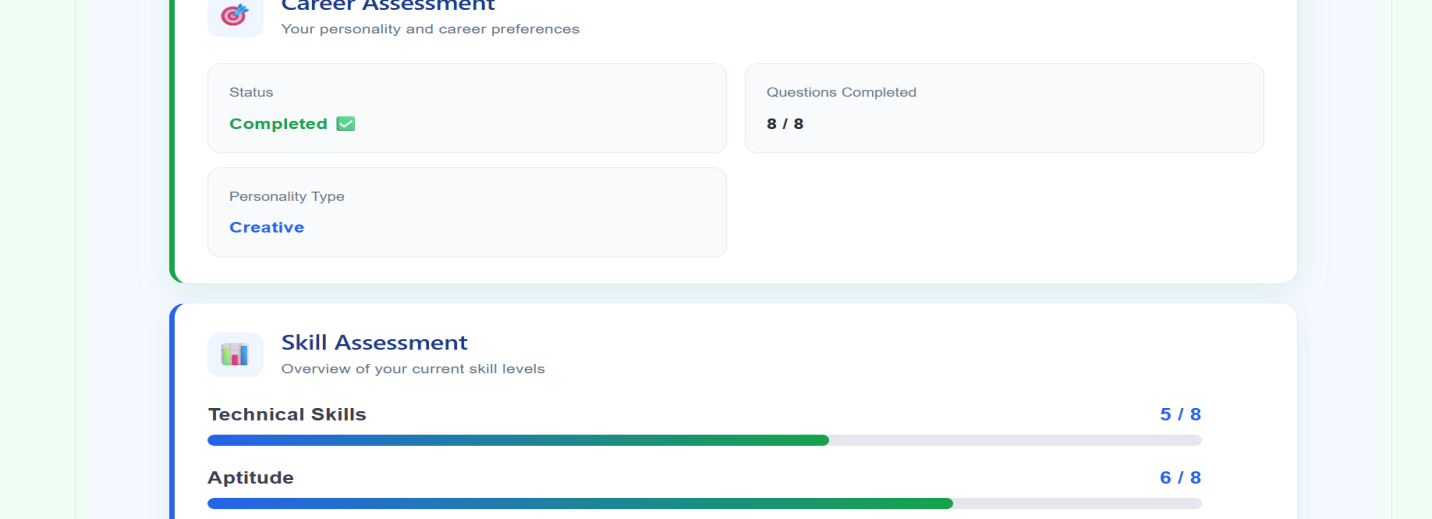 Career Assessment
Your personality and career preferences
Status
Questions Completed
Completed ✅
8 / 8
Personality Type
Creative
Skill Assessment
Overview of your current skill levels
Technical Skills
5 / 8
Aptitude
6 / 8